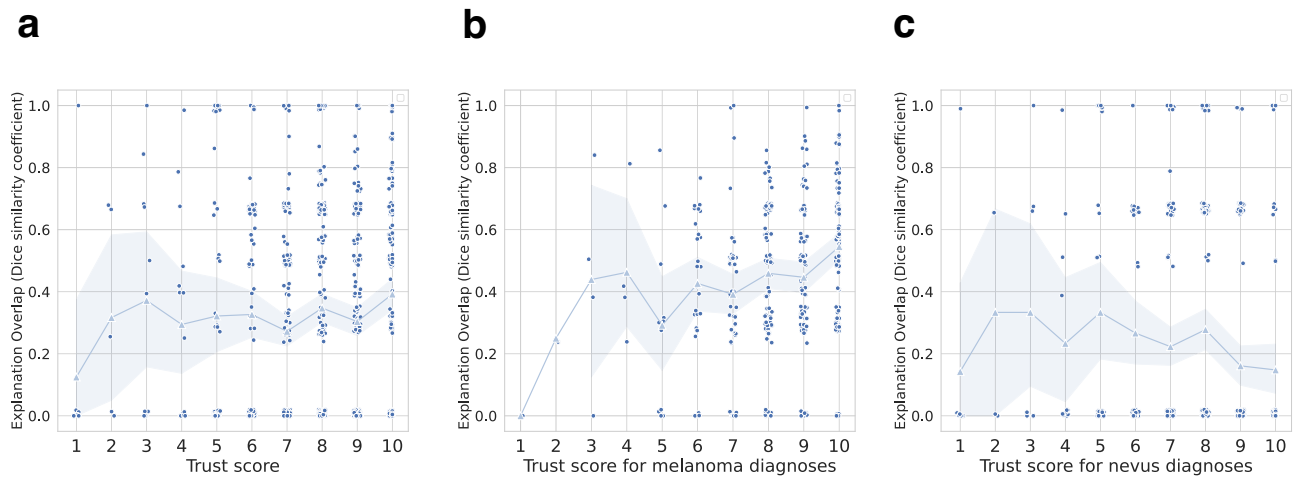 a
b
c
Explanation Overlap (Dice similarity coefficient)
1.0
0.8
0.6
0.4
0.2
0.0
1 2 3 4 5 6 7 8 9 10
Trust score
Explanation Overlap (Dice similarity coefficient)
1.0
0.8
0.6
0.4
0.2
0.0
1 2 3 4 5 6 7 8 9 10
Trust score for melanoma diagnoses
Explanation Overlap (Dice similarity coefficient)
1.0
0.8
0.6
0.4
0.2
0.0
1 2 3 4 5 6 7 8 9 10
Trust score for nevus diagnoses